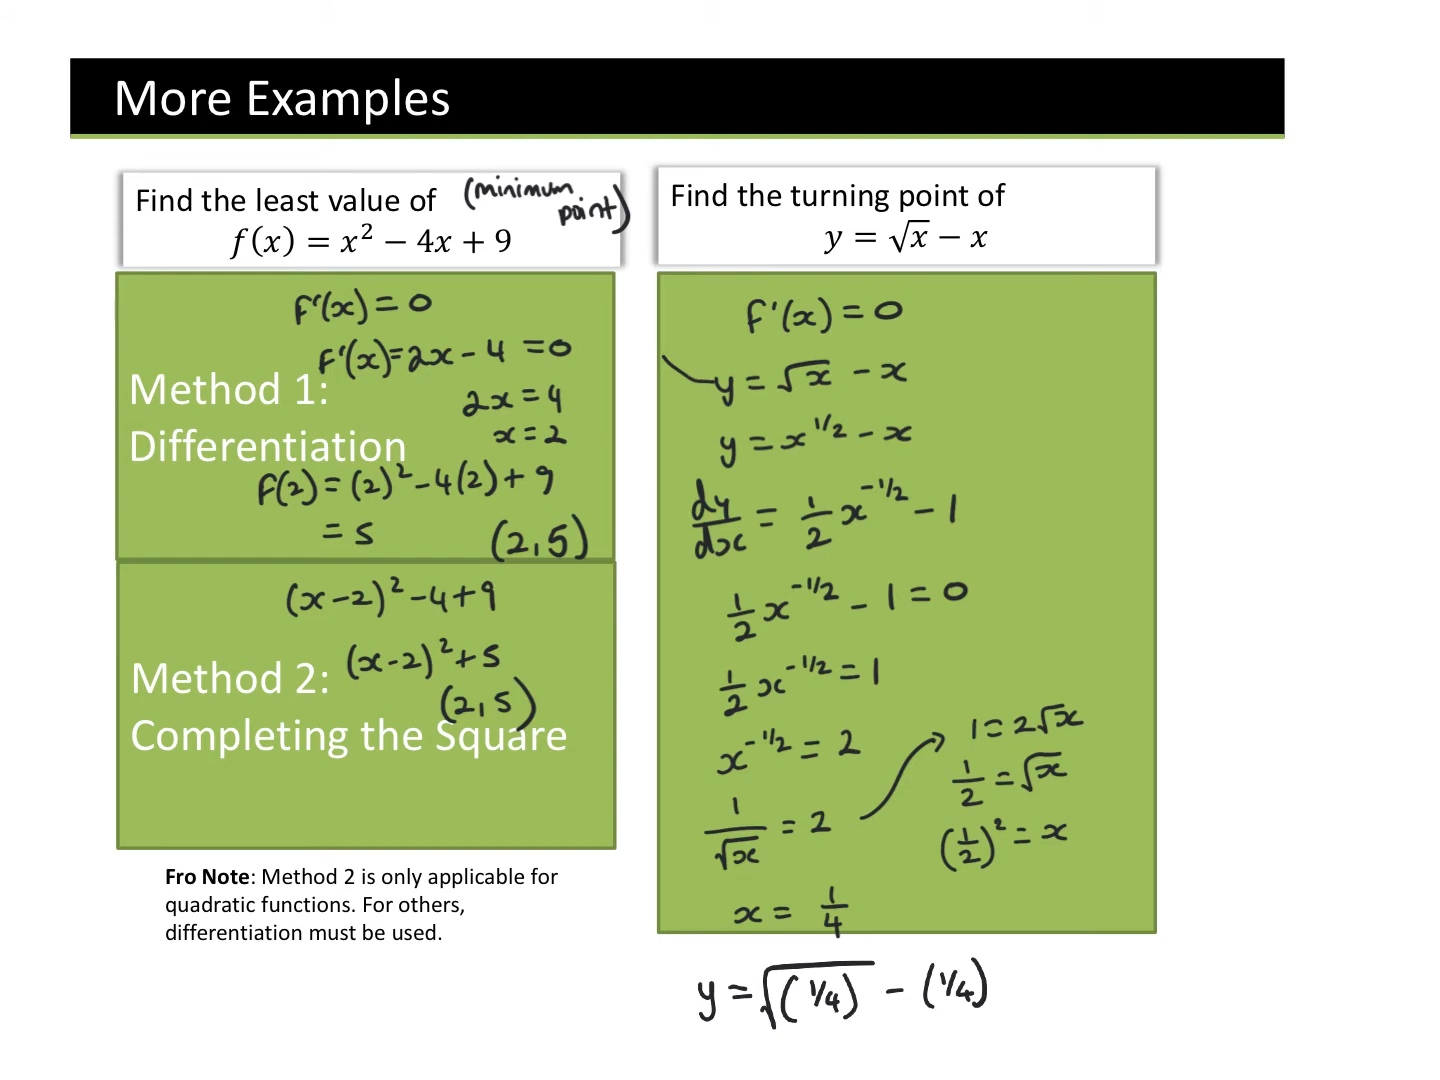 More Examples
Find the least value of (minimum point)
f(x) = x² − 4x + 9
F'(x) = 0
F'(x) = 2x − 4 = 0
Method 1:
2x = 4
x = 2
Differentiation
F(2) = (2)² − 4(2) + 9
= 5 (2,5)
(x−2)² − 4 + 9
(x−2)² + 5
Method 2:
(2,5)
Completing the Square
Fro Note: Method 2 is only applicable for
quadratic functions. For others,
differentiation must be used.
Find the turning point of
y = √x − x
F'(x) = 0
y = √x − x
y = x^1/2 − x
dy/dx = 1/2 x^-1/2 − 1
1/2 x^-1/2 − 1 = 0
1/2 x^-1/2 = 1
x^-1/2 = 2
1/√x = 2
1 = 2√x
1/2 = √x
(1/2)² = x
x = 1/4
y = √(1/4) − (1/4)